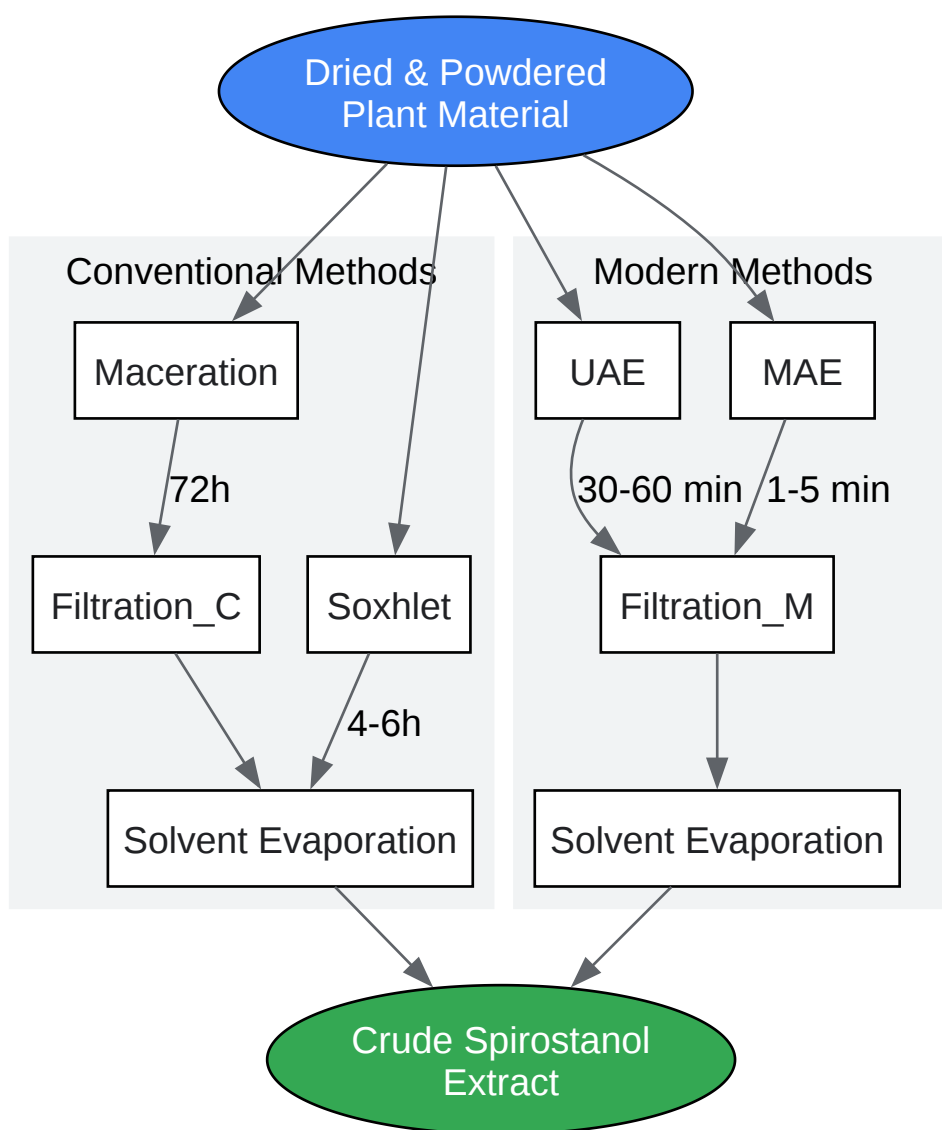 Dried & Powdered
Plant Material
Conventional Methods
Modern Methods
Maceration
UAE
MAE
72h
30-60 min
1-5 min
Filtration_C
Soxhlet
Filtration_M
4-6h
Solvent Evaporation
Solvent Evaporation
Crude Spirostanol
Extract